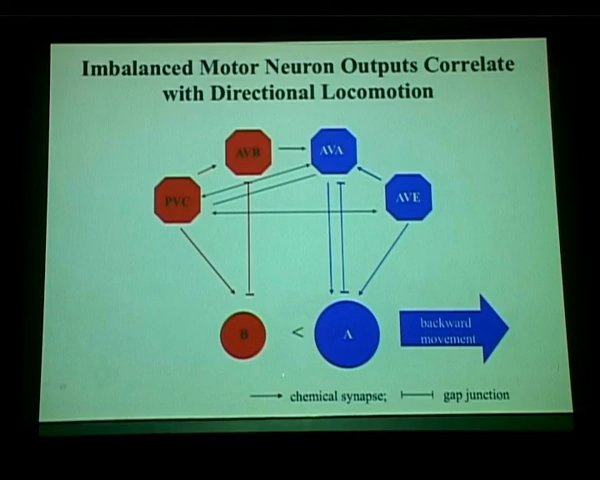 Imbalanced Motor Neuron Outputs Correlate
with Directional Locomotion
AVB
AVA
PVC
AVE
B
<
A
backward
movement
chemical synapse;
gap junction